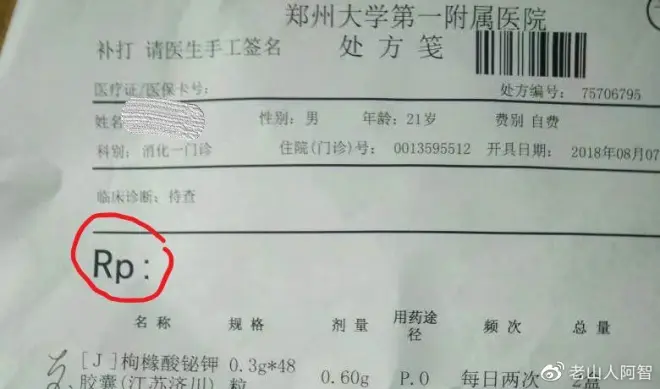 郑州大学第一附属医院
补打 请医生手工签名 处方笺
医疗证/医保卡号: 处方编号: 75706795
姓名 性别: 男 年龄: 21岁 费别 自费
科别: 消化一门诊 住院(门诊)号: 0013595512 开具日期: 2018年08月07
临床诊断: 待查
Rp:
名称 规格 剂量 用药途径 频次 总量
[J]枸橼酸铋钾 0.3g*48
胶囊(江苏济川) 粒 0.60g P.O 每日两次
@老山人阿智